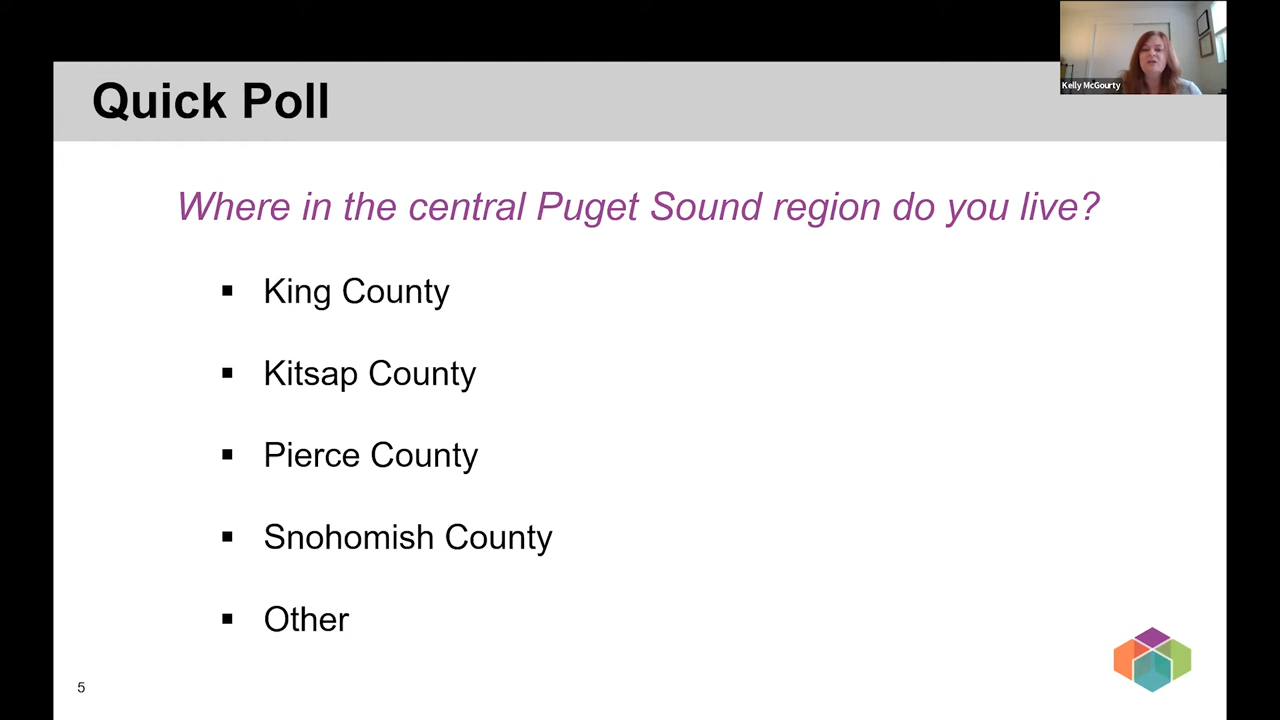 Quick Poll
Kelly McGourty
Where in the central Puget Sound region do you live?
▪ King County
▪ Kitsap County
▪ Pierce County
▪ Snohomish County
▪ Other
5